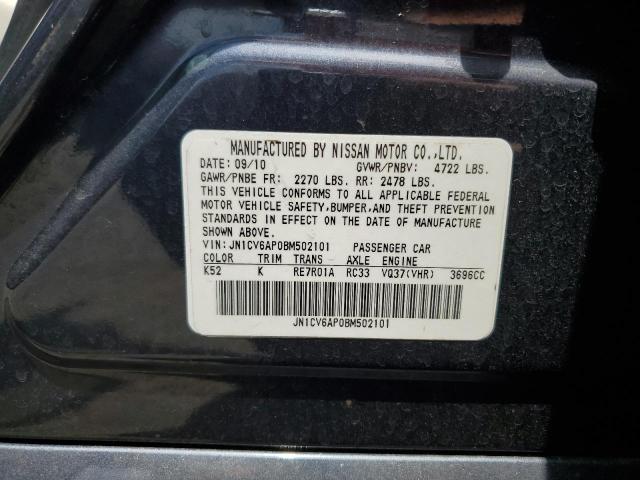 MANUFACTURED BY NISSAN MOTOR CO.,LTD.
DATE: 09/10 GVWR/PNBV: 4722 LBS.
GAWR/PNBE FR: 2270 LBS. RR: 2478 LBS.
THIS VEHICLE CONFORMS TO ALL APPLICABLE FEDERAL
MOTOR VEHICLE SAFETY,BUMPER,AND THEFT PREVENTION
STANDARDS IN EFFECT ON THE DATE OF MANUFACTURE
SHOWN ABOVE.
VIN:JN1CV6AP0BM502101 PASSENGER CAR
COLOR TRIM TRANS AXLE ENGINE
K52 K RE7R01A RC33 VQ37(VHR) 3696CC
JN1CV6AP0BM502101